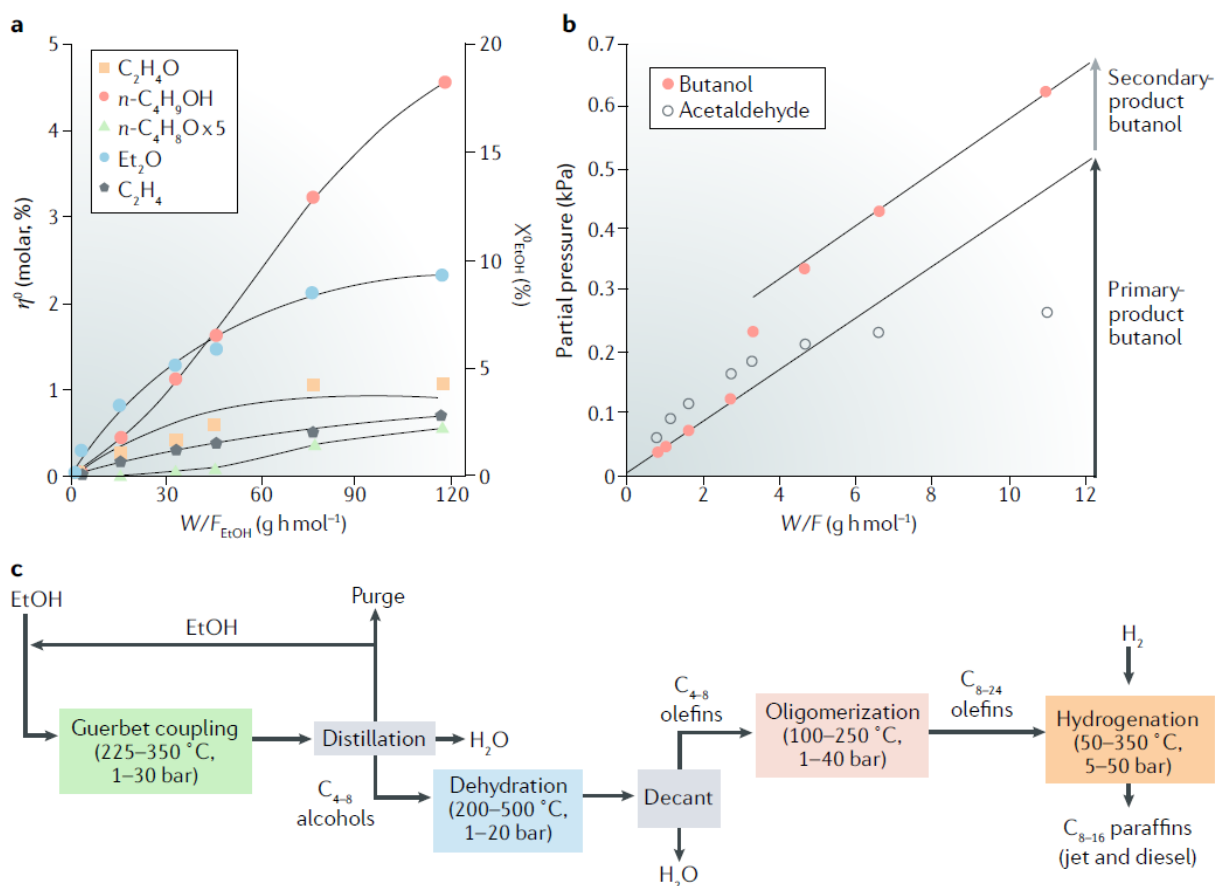 a
5
4
3
2
1
0
η⁰ (molar, %)
C₂H₄O
n-C₄H₉OH
n-C₄H₈O x 5
Et₂O
C₂H₄
20
15
10
5
0
X⁰EtOH (%)
0
30
60
90
120
W/F_EtOH (g h mol⁻¹)
b
0.7
0.6
0.5
0.4
0.3
0.2
0.1
0
Partial pressure (kPa)
Butanol
Acetaldehyde
Secondary-
product
butanol
Primary-
product
butanol
0
2
4
6
8
10
12
W/F (g h mol⁻¹)
c
EtOH
EtOH
Purge
Guerbet coupling
(225–350 °C,
1–30 bar)
Distillation
H₂O
C₄₋₈
alcohols
Dehydration
(200–500 °C,
1–20 bar)
Decant
H₂O
C₄₋₈
olefins
Oligomerization
(100–250 °C,
1–40 bar)
C₈₋₂₄
olefins
H₂
Hydrogenation
(50–350 °C,
5–50 bar)
C₈₋₁₆ paraffins
(jet and diesel)